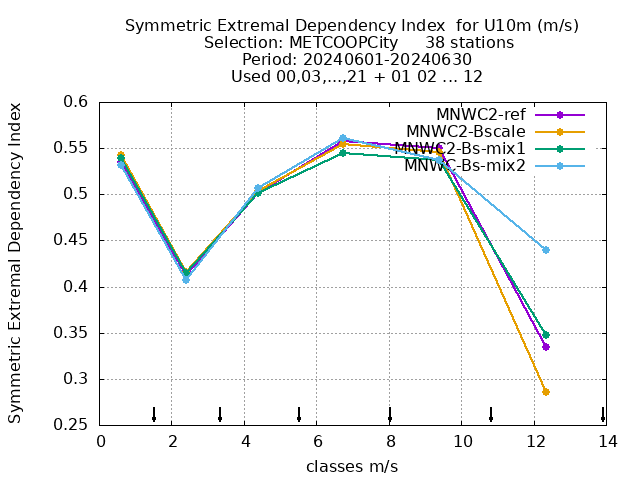 Symmetric Extremal Dependency Index  for U10m (m/s)
Selection: METCOOPCity     38 stations
Period: 20240601-20240630
Used 00,03,...,21 + 01 02 ... 12
MNWC2-ref
MNWC2-Bscale
MNWC2-Bs-mix1
MNWC-Bs-mix2
Symmetric Extremal Dependency Index
0.6
0.55
0.5
0.45
0.4
0.35
0.3
0.25
0 2 4 6 8 10 12 14
classes m/s